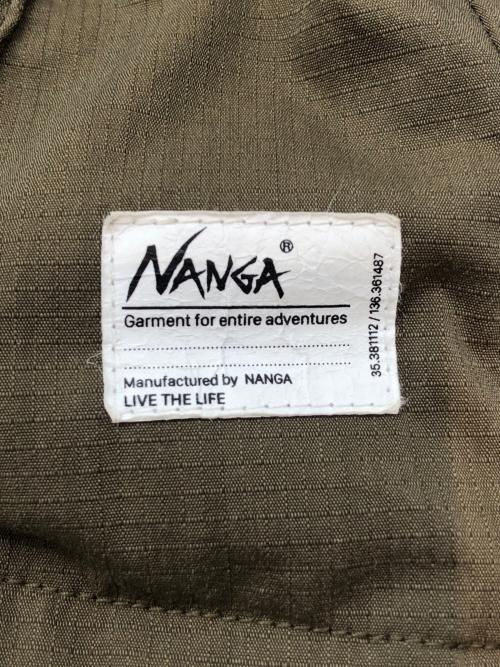 NANGA®
Garment for entire adventures
Manufactured by NANGA
LIVE THE LIFE
35.381112 / 136.361487